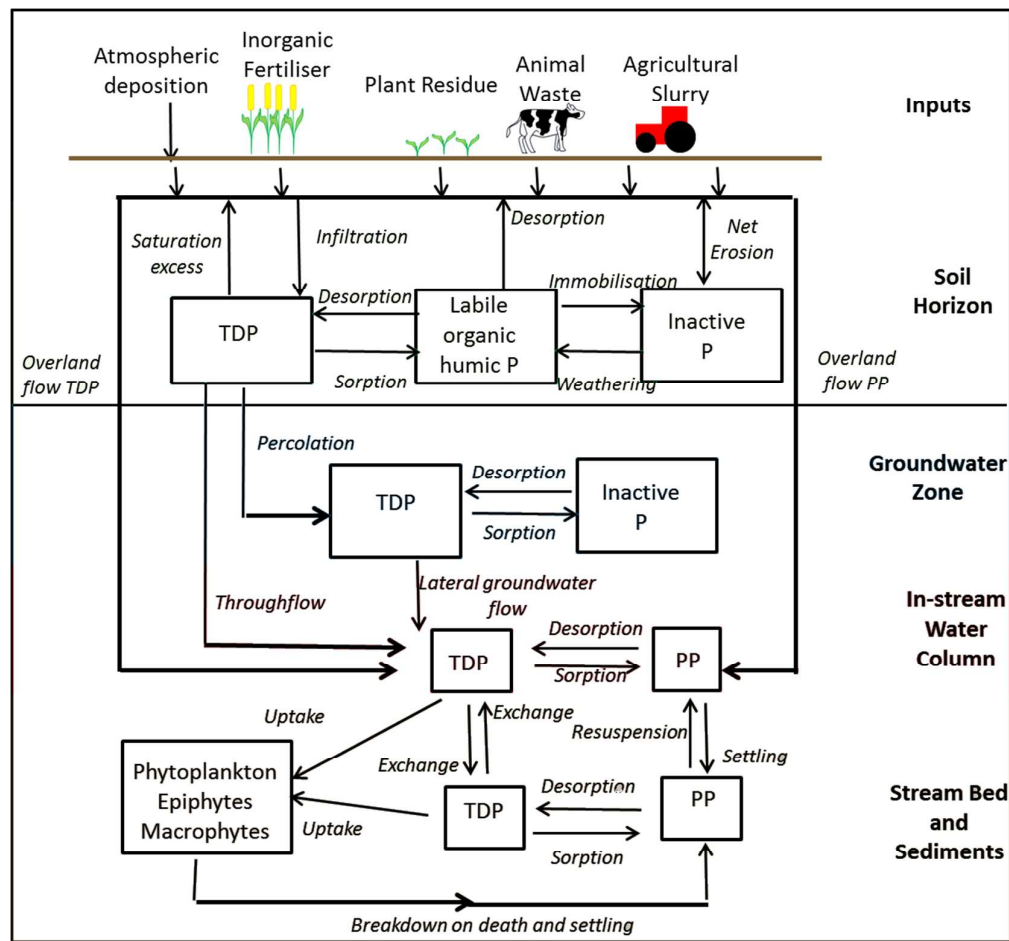 Atmospheric
deposition
Inorganic
Fertiliser
Plant Residue
Animal
Waste
Agricultural
Slurry
Inputs
Saturation
excess
Infiltration
Desorption
Net
Erosion
Soil
Horizon
TDP
Desorption
Sorption
Labile
organic
humic P
Immobilisation
Weathering
Inactive
P
Overland
flow TDP
Overland
flow PP
Percolation
Groundwater
Zone
TDP
Desorption
Sorption
Inactive
P
Throughflow
Lateral groundwater
flow
In-stream
Water
Column
TDP
Desorption
Sorption
PP
Uptake
Exchange
Exchange
Resuspension
Settling
Phytoplankton
Epiphytes
Macrophytes
Uptake
TDP
Desorption
Sorption
PP
Stream Bed
and
Sediments
Breakdown on death and settling